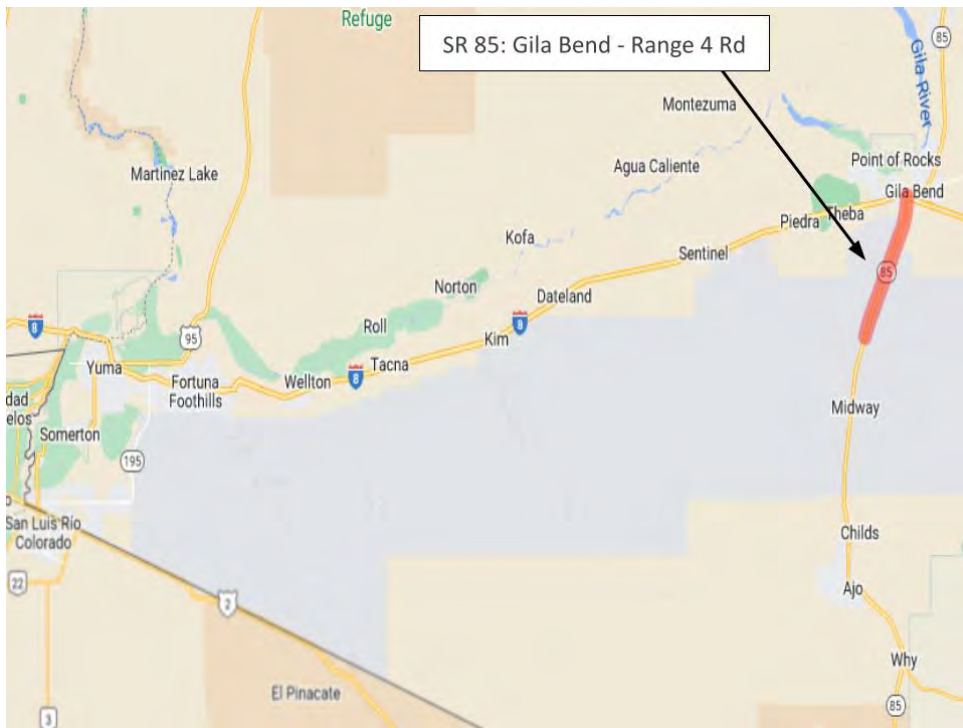 Refuge
SR 85: Gila Bend - Range 4 Rd
85
Gila River
Montezuma
Martinez Lake
Agua Caliente
Point of Rocks
Gila Bend
Piedra
Theba
Kofa
Sentinel
85
Norton
Dateland
8
8
Roll
Kim
95
Tacna
Yuma
Fortuna
Foothills
Wellton
8
dad
elos
Midway
Somerton
195
o
San Luis Río
Colorado
Childs
22
2
Ajo
Why
El Pinacate
3
85